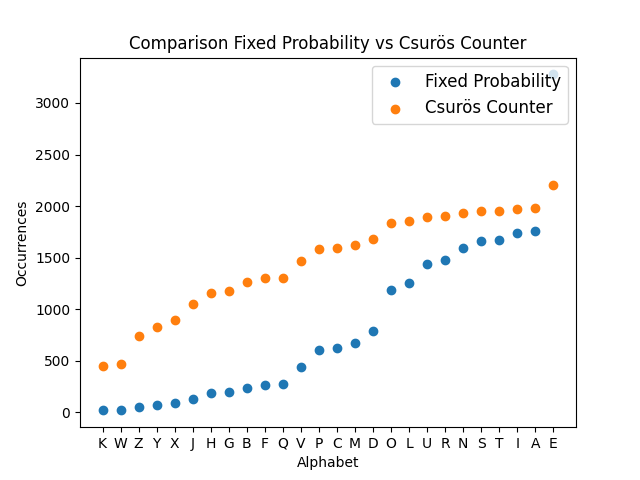 Comparison Fixed Probability vs Csurös Counter
Fixed Probability
Csurös Counter
Occurrences
3000
2500
2000
1500
1000
500
0
K W Z Y X J H G B F Q V P C M D O L U R N S T I A E
Alphabet